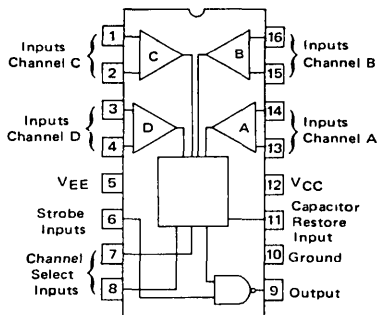 Inputs
Channel C
1
2
C
B
16
15
Inputs
Channel B
Inputs
Channel D
3
4
D
A
14
13
Inputs
Channel A
VEE
5
12
VCC
Strobe
Inputs
6
11
Capacitor
Restore
Input
Channel
Select
Inputs
7
8
10
Ground
9
Output